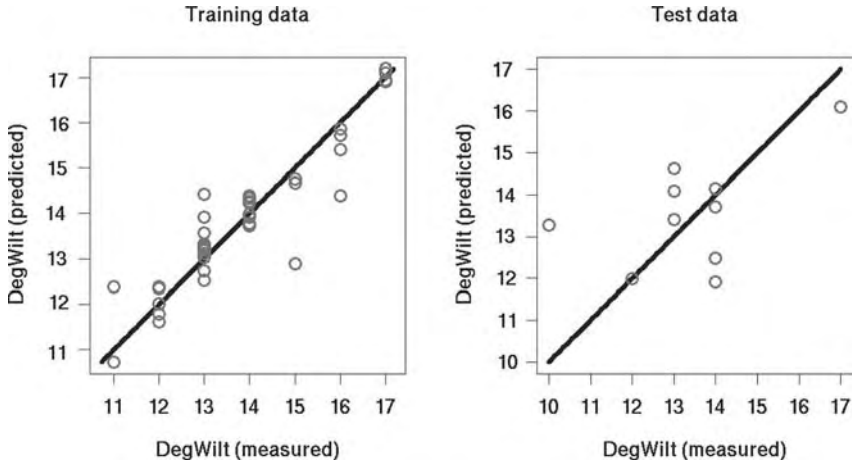 Training data
17
16
15
14
13
12
11
DegWilt (predicted)
11 12 13 14 15 16 17
DegWilt (measured)
Test data
17
16
15
14
13
12
11
10
DegWilt (predicted)
10 11 12 13 14 15 16 17
DegWilt (measured)